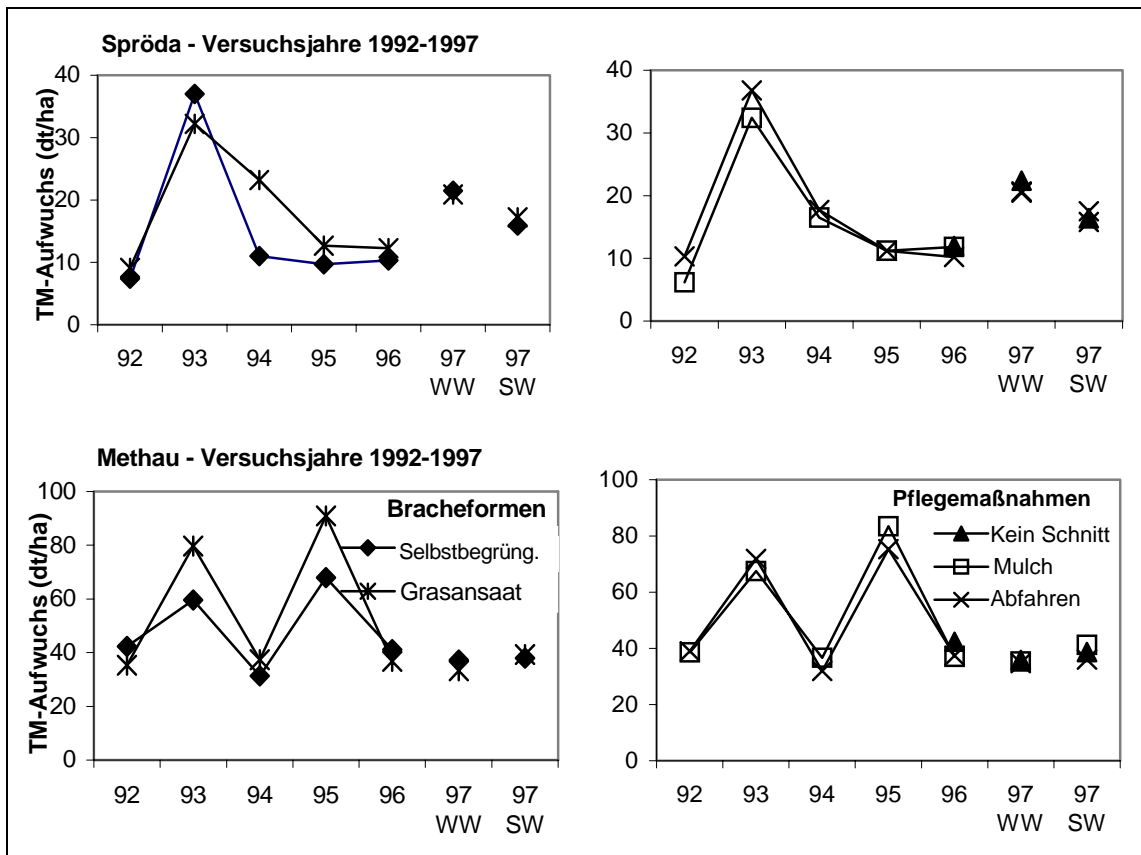 Spröda - Versuchsjahre 1992-1997
TM-Aufwuchs (dt/ha)
40
30
20
10
0
92 93 94 95 96 97 97
WW SW
40
30
20
10
0
92 93 94 95 96 97 97
WW SW
Methau - Versuchsjahre 1992-1997
TM-Aufwuchs (dt/ha)
100
80
60
40
20
0
Bracheformen
Selbstbegrüng.
Grasansaat
92 93 94 95 96 97 97
WW SW
100
80
60
40
20
0
Pflegemaßnahmen
Kein Schnitt
Mulch
Abfahren
92 93 94 95 96 97 97
WW SW